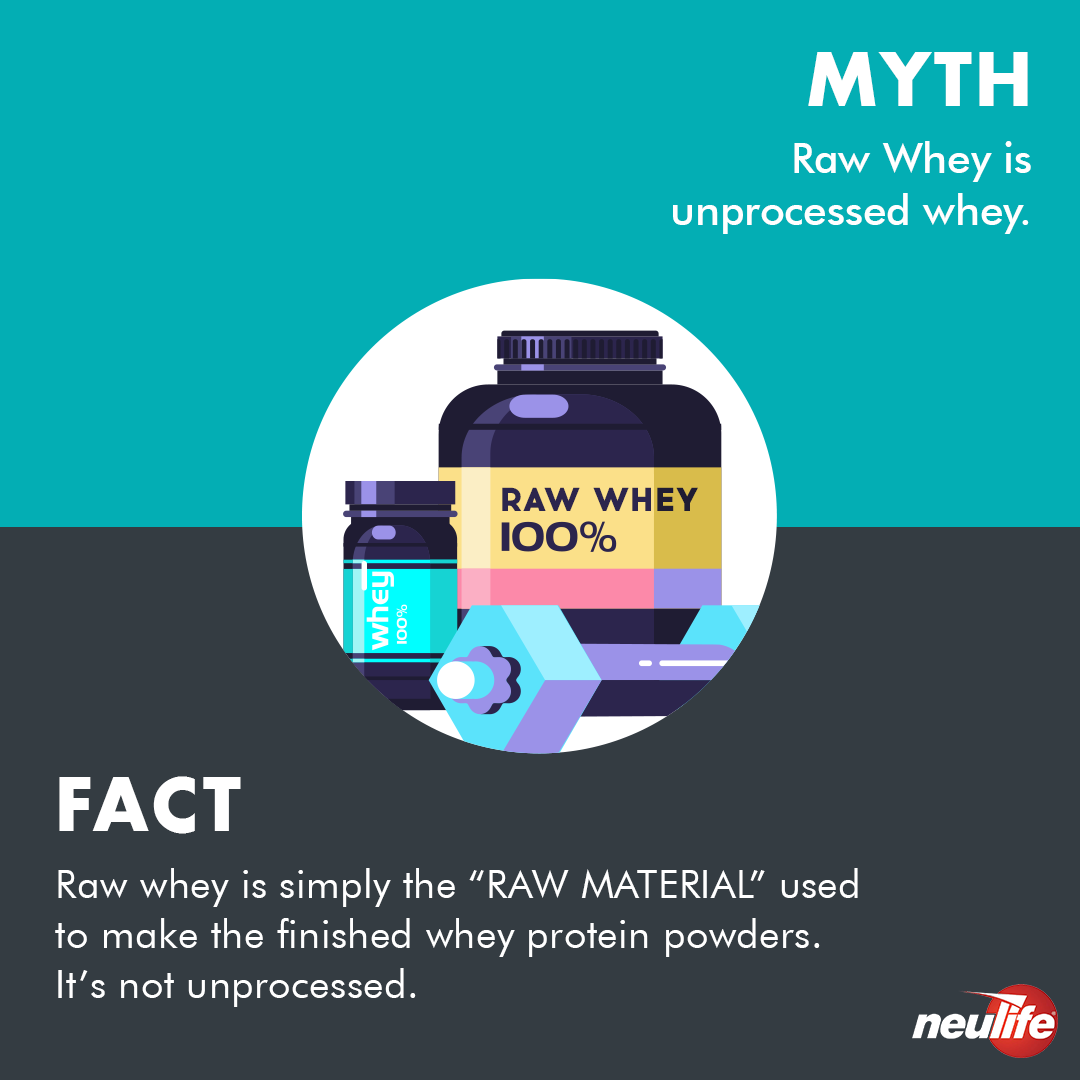 MYTH
Raw Whey is
unprocessed whey.
RAW WHEY
100%
whey
100%
FACT
Raw whey is simply the “RAW MATERIAL” used
to make the finished whey protein powders.
It’s not unprocessed.
neulife